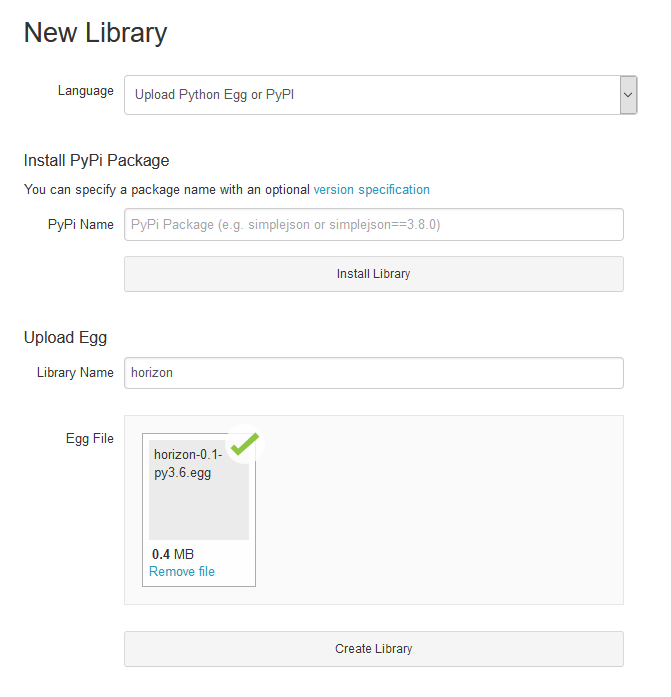 New Library
Language
Upload Python Egg or PyPI
Install PyPi Package
You can specify a package name with an optional version specification
PyPi Name
PyPi Package (e.g. simplejson or simplejson==3.8.0)
Install Library
Upload Egg
Library Name
horizon
Egg File
horizon-0.1-
py3.6.egg
0.4 MB
Remove file
Create Library